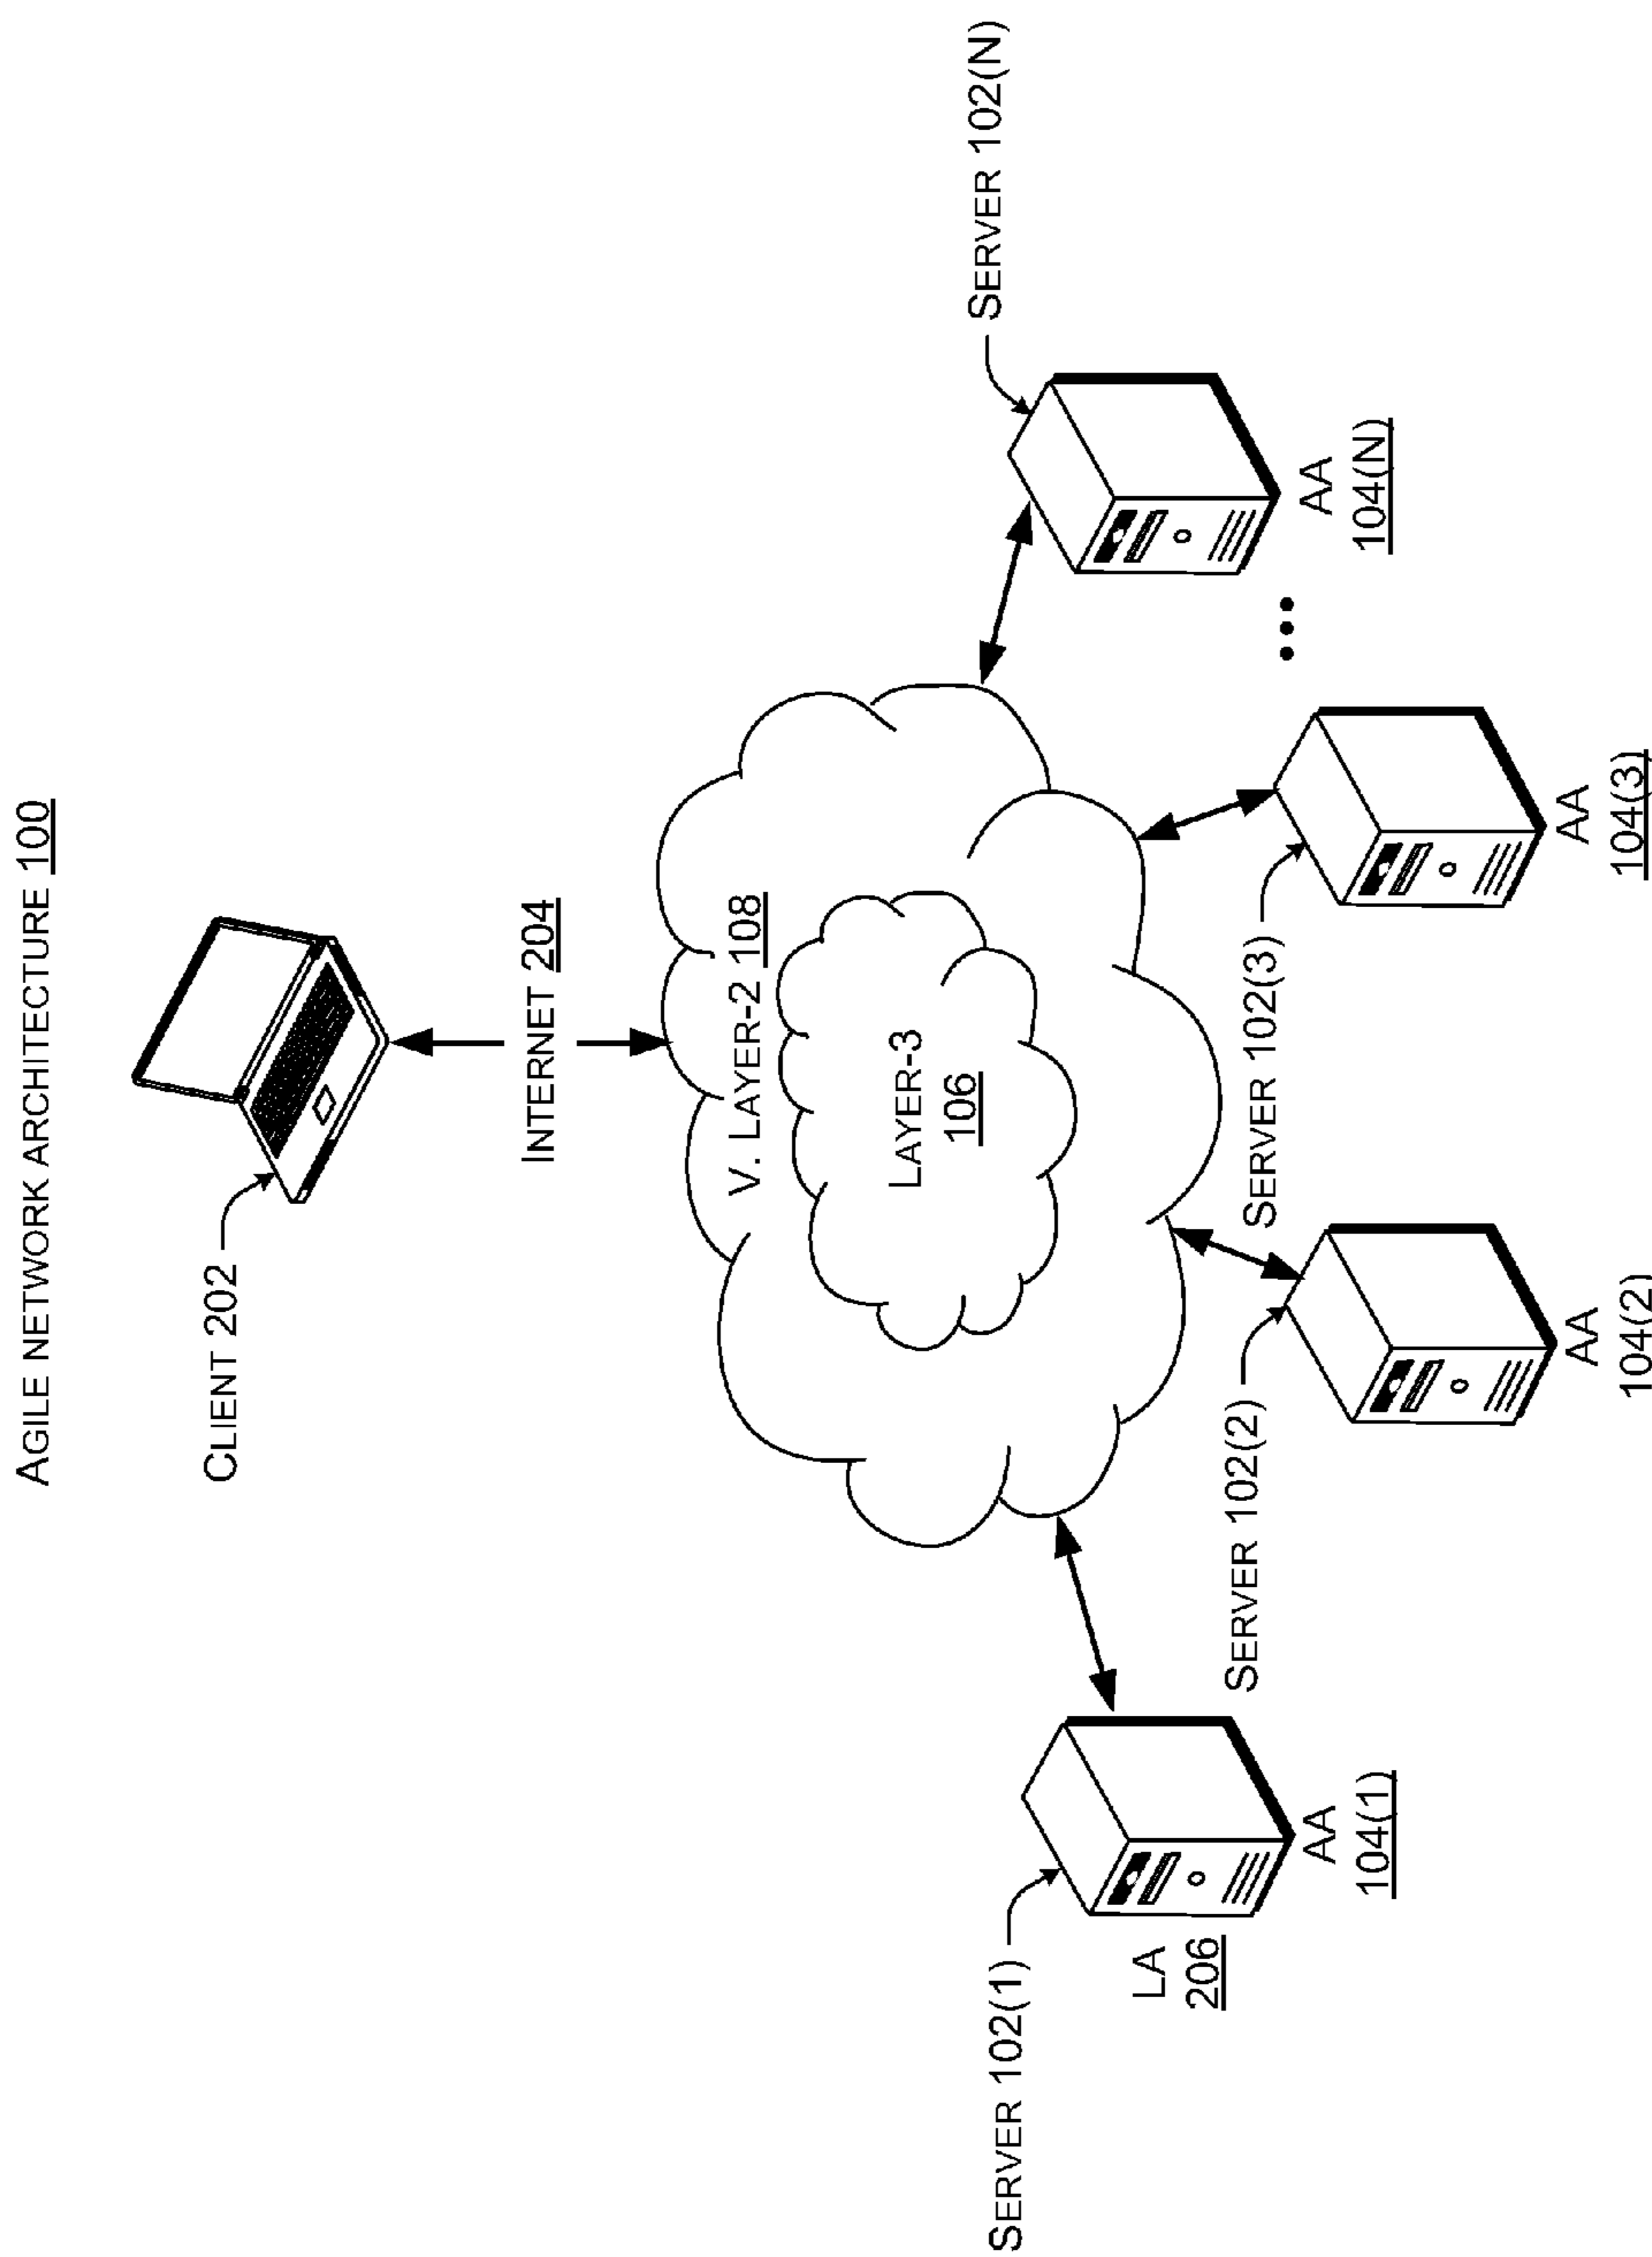 AGILE NETWORK ARCHITECTURE 100
CLIENT 202
INTERNET 204
V. LAYER-2 108
LAYER-3
106
SERVER 102(1)
LA
206
AA
104(1)
SERVER 102(2)
AA
104(2)
SERVER 102(3)
AA
104(3)
SERVER 102(N)
AA
104(N)